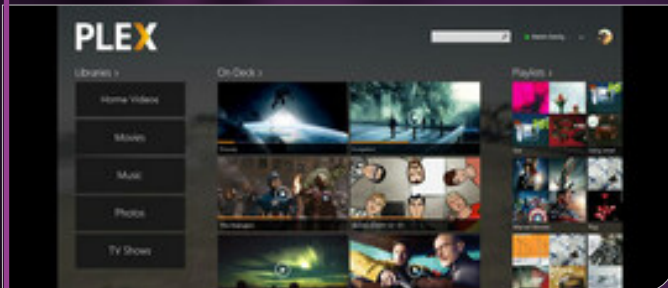 PLEX
Libraries >
On Deck >
Playlists >
Home Videos
Movies
Music
Photos
TV Shows